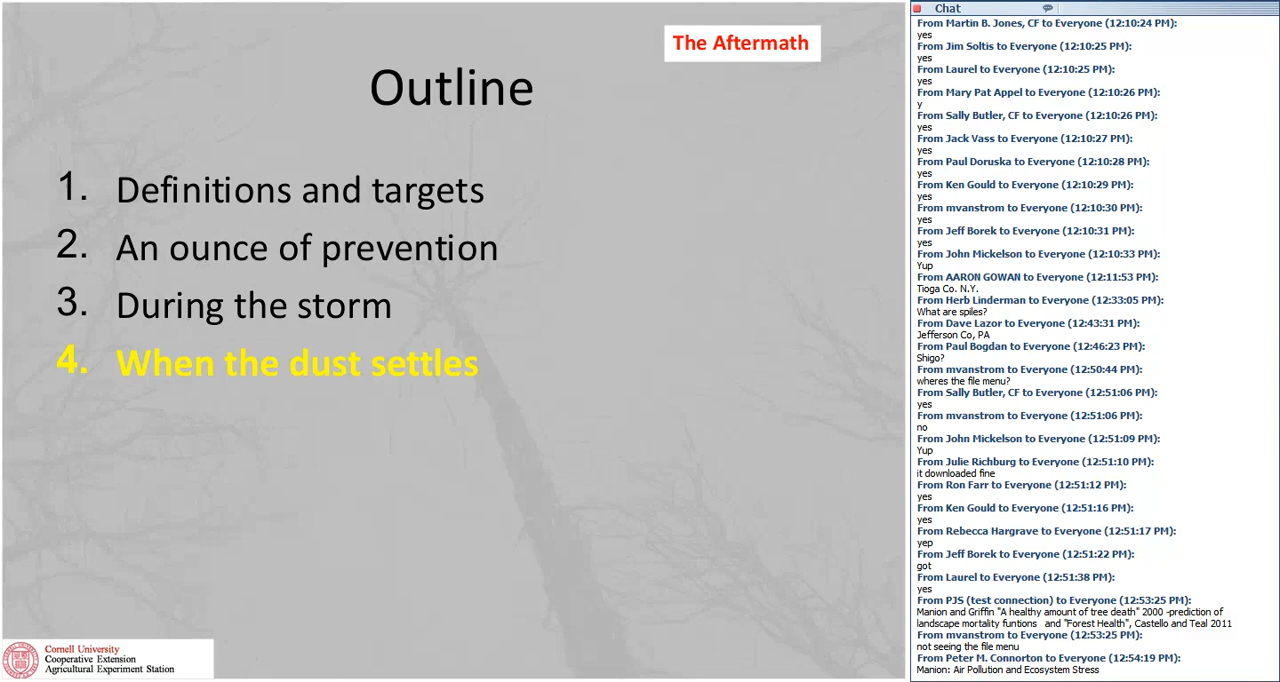 The Aftermath
Outline
1. Definitions and targets
2. An ounce of prevention
3. During the storm
4. When the dust settles
Cornell University
Cooperative Extension
Agricultural Experiment Station
Chat
From Martin B. Jones, CF to Everyone (12:10:24 PM):
yes
From Jim Soltis to Everyone (12:10:25 PM):
yes
From Laurel to Everyone (12:10:25 PM):
yes
From Mary Pat Appel to Everyone (12:10:26 PM):
y
From Sally Butler, CF to Everyone (12:10:26 PM):
yes
From Jack Vass to Everyone (12:10:27 PM):
yes
From Paul Doruska to Everyone (12:10:28 PM):
yes
From Ken Gould to Everyone (12:10:29 PM):
yes
From mvanstrom to Everyone (12:10:30 PM):
yes
From Jeff Borek to Everyone (12:10:31 PM):
yes
From John Mickelson to Everyone (12:10:33 PM):
Yup
From AARON GOWAN to Everyone (12:11:53 PM):
Tioga Co. N.Y.
From Herb Linderman to Everyone (12:33:05 PM):
What are spiles?
From Dave Lazor to Everyone (12:43:31 PM):
Jefferson Co, PA
From Paul Bogdan to Everyone (12:46:23 PM):
Shigo?
From mvanstrom to Everyone (12:50:44 PM):
wheres the file menu?
From Sally Butler, CF to Everyone (12:51:06 PM):
yes
From mvanstrom to Everyone (12:51:06 PM):
no
From John Mickelson to Everyone (12:51:09 PM):
Yup
From Julie Richburg to Everyone (12:51:10 PM):
it downloaded fine
From Ron Farr to Everyone (12:51:12 PM):
yes
From Ken Gould to Everyone (12:51:16 PM):
yes
From Rebecca Hargrave to Everyone (12:51:17 PM):
yep
From Jeff Borek to Everyone (12:51:22 PM):
got
From Laurel to Everyone (12:51:38 PM):
yes
From PJS (test connection) to Everyone (12:53:25 PM):
Manion and Griffin "A healthy amount of tree death" 2000 -prediction of
landscape mortality funtions and "Forest Health", Castello and Teal 2011
From mvanstrom to Everyone (12:53:25 PM):
not seeing the file menu
From Peter M. Connorton to Everyone (12:54:19 PM):
Manion: Air Pollution and Ecosystem Stress